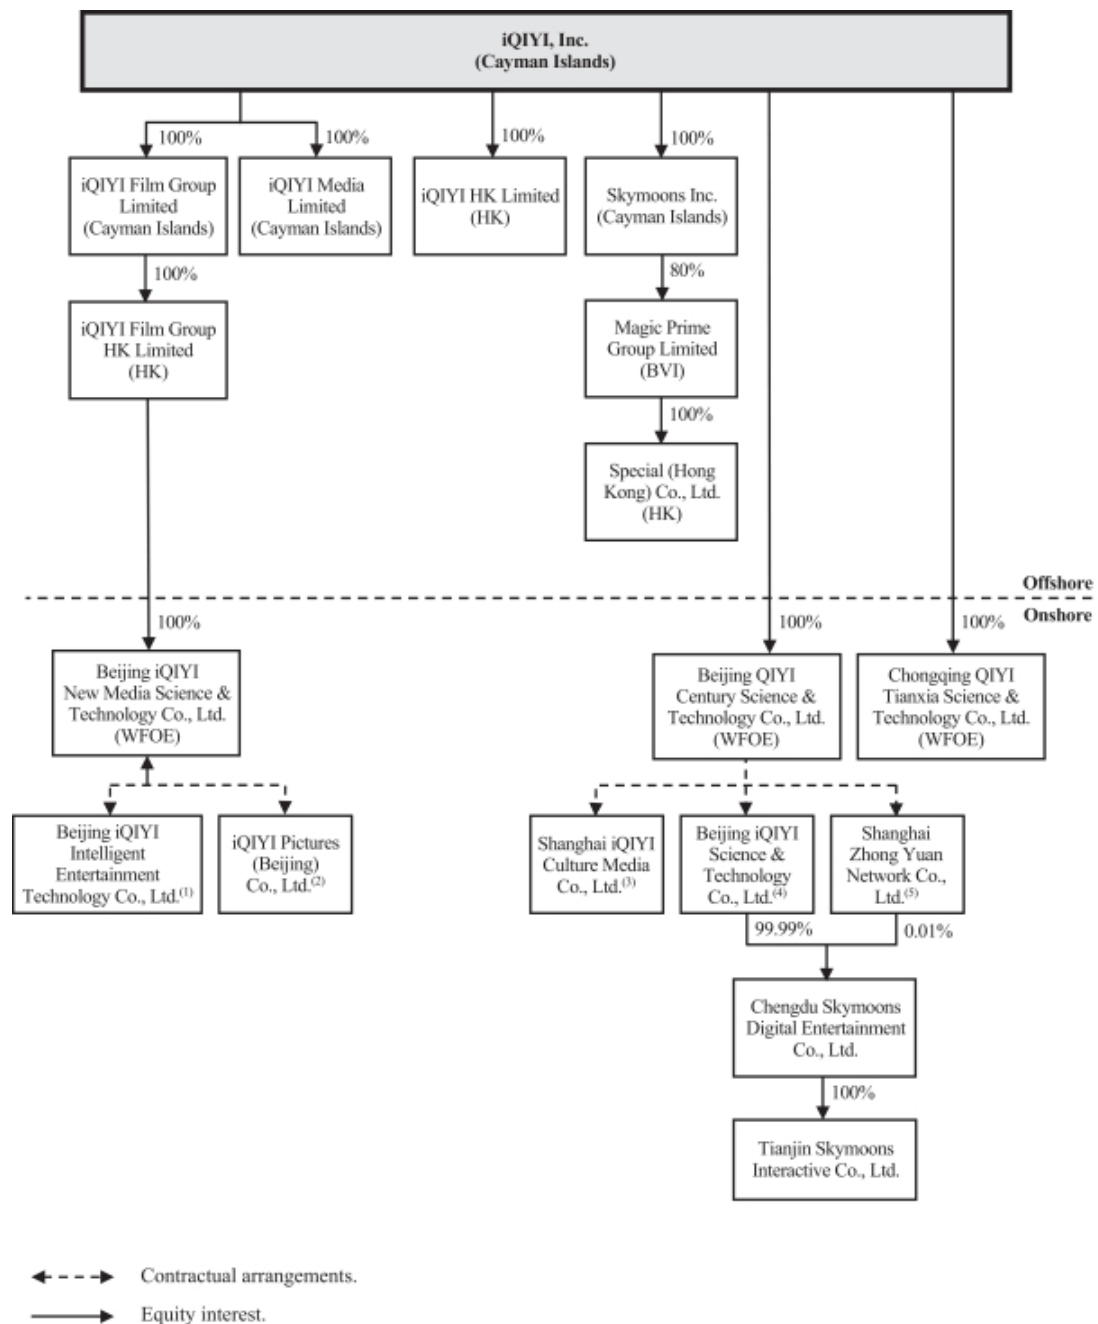 iQIYI, Inc.
(Cayman Islands)
100%
100%
100%
100%
iQIYI Film Group
Limited
(Cayman Islands)
iQIYI Media
Limited
(Cayman Islands)
iQIYI HK Limited
(HK)
Skymoons Inc.
(Cayman Islands)
100%
80%
iQIYI Film Group
HK Limited
(HK)
Magic Prime
Group Limited
(BVI)
100%
Special (Hong
Kong) Co., Ltd.
(HK)
Offshore
Onshore
100%
100%
100%
Beijing iQIYI
New Media Science &
Technology Co., Ltd.
(WFOE)
Beijing QIYI
Century Science &
Technology Co., Ltd.
(WFOE)
Chongqing QIYI
Tianxia Science &
Technology Co., Ltd.
(WFOE)
Beijing iQIYI
Intelligent
Entertainment
Technology Co., Ltd.(1)
iQIYI Pictures
(Beijing)
Co., Ltd.(2)
Shanghai iQIYI
Culture Media
Co., Ltd.(3)
Beijing iQIYI
Science &
Technology
Co., Ltd.(4)
Shanghai
Zhong Yuan
Network Co.,
Ltd.(5)
99.99%
0.01%
Chengdu Skymoons
Digital Entertainment
Co., Ltd.
100%
Tianjin Skymoons
Interactive Co., Ltd.
Contractual arrangements.
Equity interest.